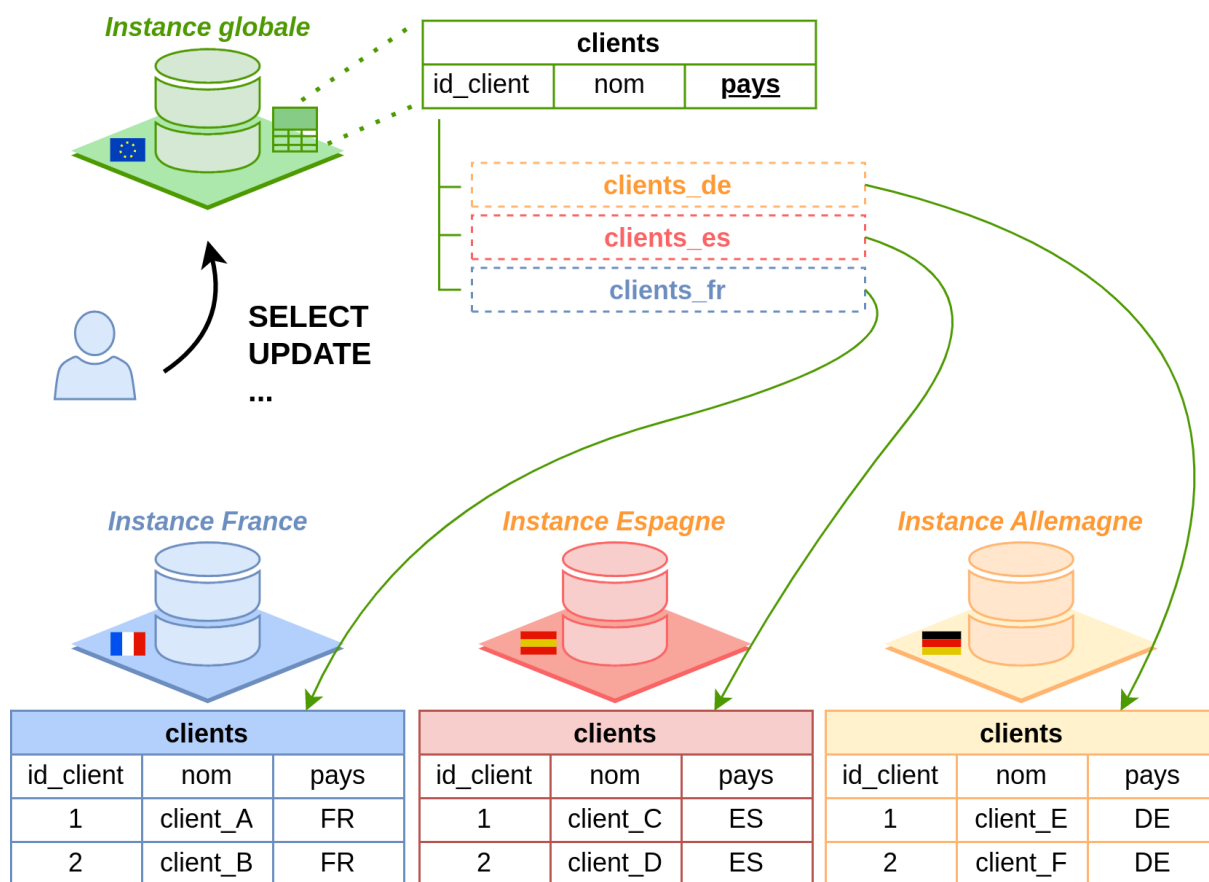 Instance globale
clients
id_client nom pays
clients_de
clients_es
clients_fr
SELECT
UPDATE
...
Instance France
Instance Espagne
Instance Allemagne
clients
id_client nom pays
1 client_A FR
2 client_B FR
clients
id_client nom pays
1 client_C ES
2 client_D ES
clients
id_client nom pays
1 client_E DE
2 client_F DE